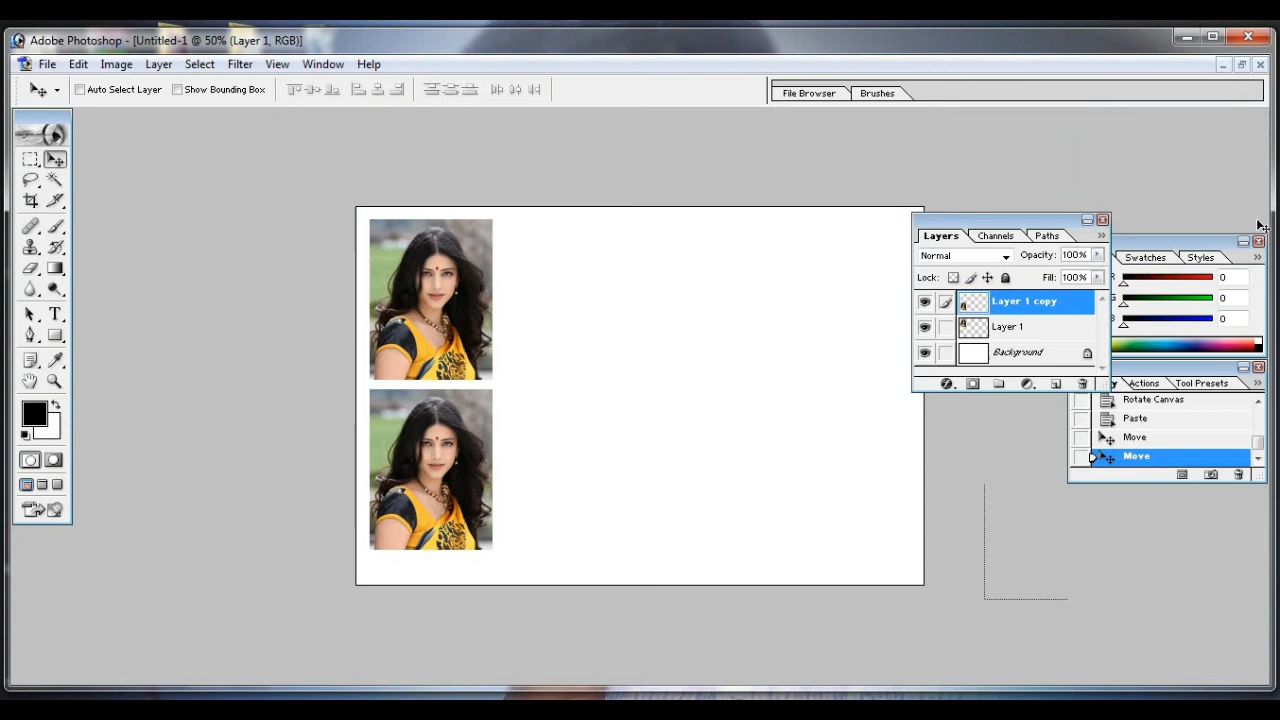 Adobe Photoshop - [Untitled-1 @ 50% (Layer 1, RGB)]
File Edit Image Layer Select Filter View Window Help
Auto Select Layer Show Bounding Box File Browser Brushes
Layers Channels Paths
Normal Opacity: 100%
Lock: Fill: 100%
Layer 1 copy
Layer 1
Background
Swatches Styles
R 0
G 0
B 0
Actions Tool Presets
Rotate Canvas
Paste
Move
Move
T